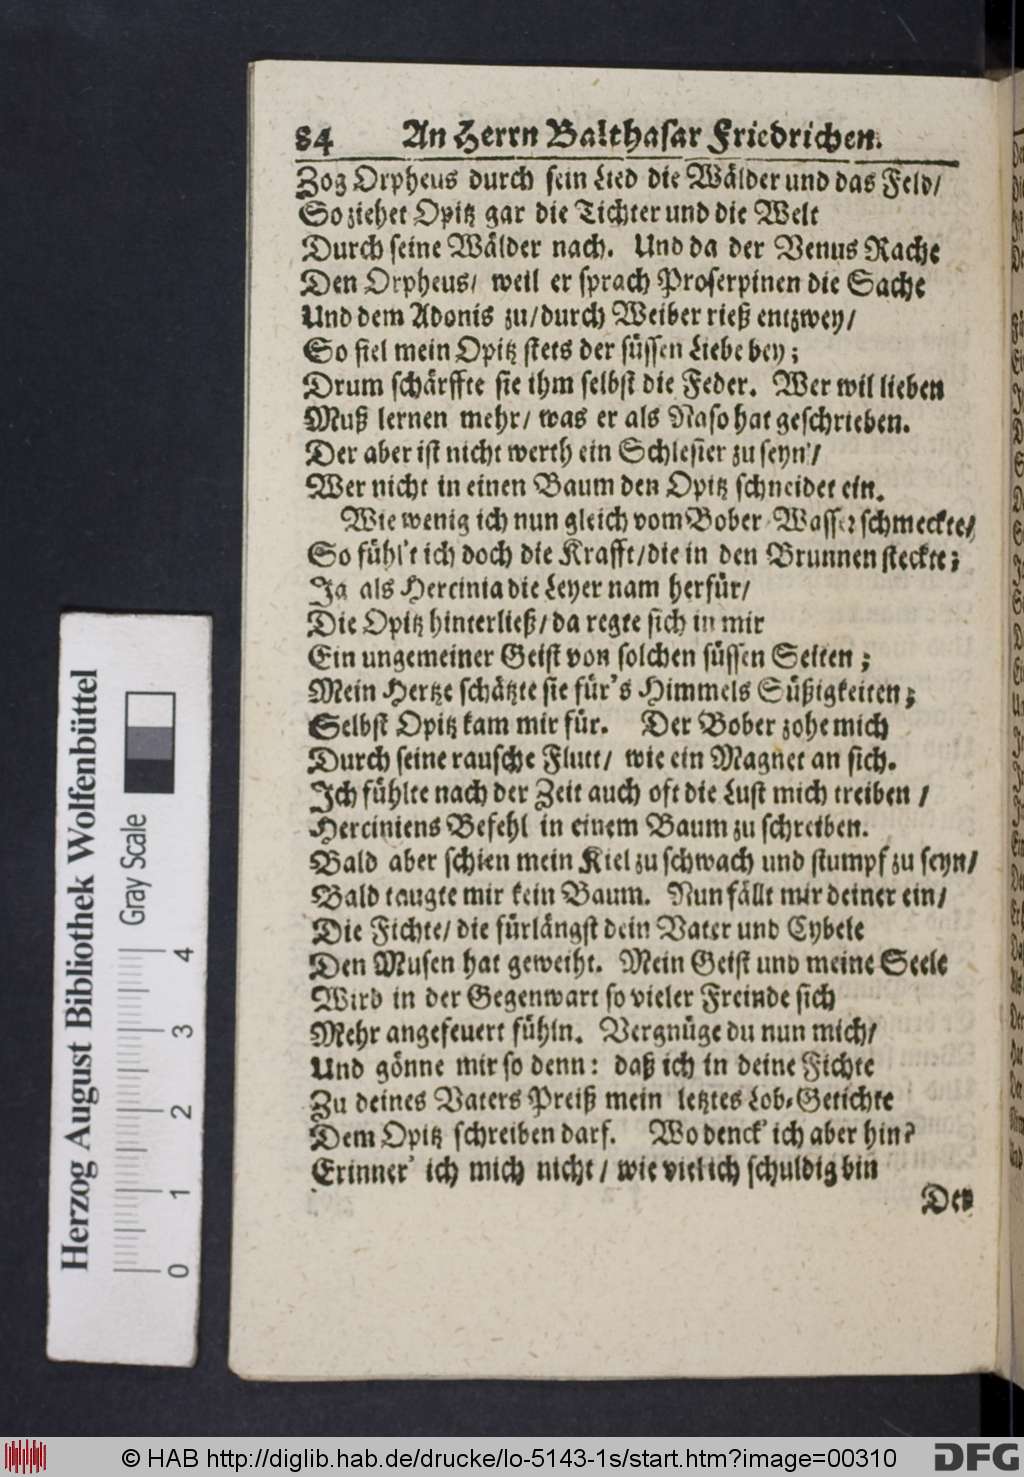 84 An Herrn Balthasar Friedrichen.
Zog Orpheus durch sein Lied die Wälder und das Feld/
So ziehet Opitz gar die Tichter und die Welt
Durch seine Wälder nach. Und da der Venus Rache
Den Orpheus/ weil er sprach Proserpinen die Sache
Und dem Adonis zu/ durch Weiber rieß entzwey/
So fiel mein Opitz stets der süssen Liebe bey;
Drum schärffte sie ihm selbst die Feder. Wer wil lieben
Muß lernen mehr/ was er als Naso hat geschrieben.
Der aber ist nicht werth ein Schlesier zu seyn/
Wer nicht in einen Baum den Opitz schneidet ein.
Wie wenig ich nun gleich vom Bober-Wasser schmeckte/
So fühl't ich doch die Krafft/ die in den Brunnen steckte;
Ja als Hercinia die Leyer nam herfür/
Die Opitz hinterließ/ da regte sich in mir
Ein ungemeiner Geist von solchen süssen Seiten;
Mein Hertze schätzte sie für's Himmels Süßigkeiten;
Selbst Opitz kam mir für. Der Bober zohe mich
Durch seine rausche Flutt/ wie ein Magnet an sich.
Ich fühlte nach der Zeit auch oft die Lust mich treiben/
Herciniens Befehl in einem Baum zu schreiben.
Bald aber schien mein Kiel zu schwach und stumpf zu seyn/
Bald taugte mir kein Baum. Nun fällt mir deiner ein/
Die Fichte/ die fürlängst dein Vater und Cybele
Den Musen hat geweiht. Mein Geist und meine Seele
Wird in der Gegenwart so vieler Freinde sich
Mehr angefeuert fühln. Vergnüge du nun mich/
Und gönne mir so denn: daß ich in deine Fichte
Zu deines Vaters Preiß mein letztes Lob-Getichte
Dem Opitz schreiben darf. Wo denck' ich aber hin?
Erinner' ich mich nicht/ wie viel ich schuldig bin
Den
Herzog August Bibliothek Wolfenbüttel
Gray Scale
0 1 2 3 4
© HAB http://diglib.hab.de/drucke/lo-5143-1s/start.htm?image=00310
DFG